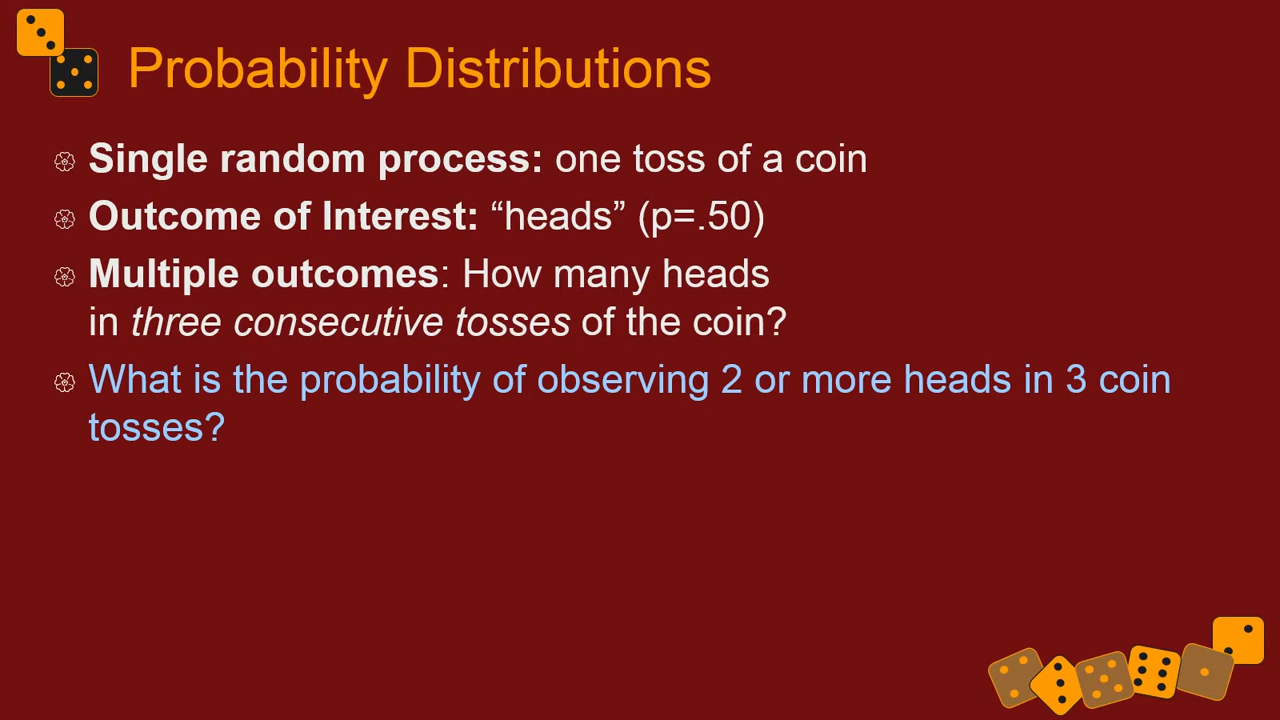 Probability Distributions
Single random process: one toss of a coin
Outcome of Interest: “heads” (p=.50)
Multiple outcomes: How many heads
in three consecutive tosses of the coin?
What is the probability of observing 2 or more heads in 3 coin
tosses?